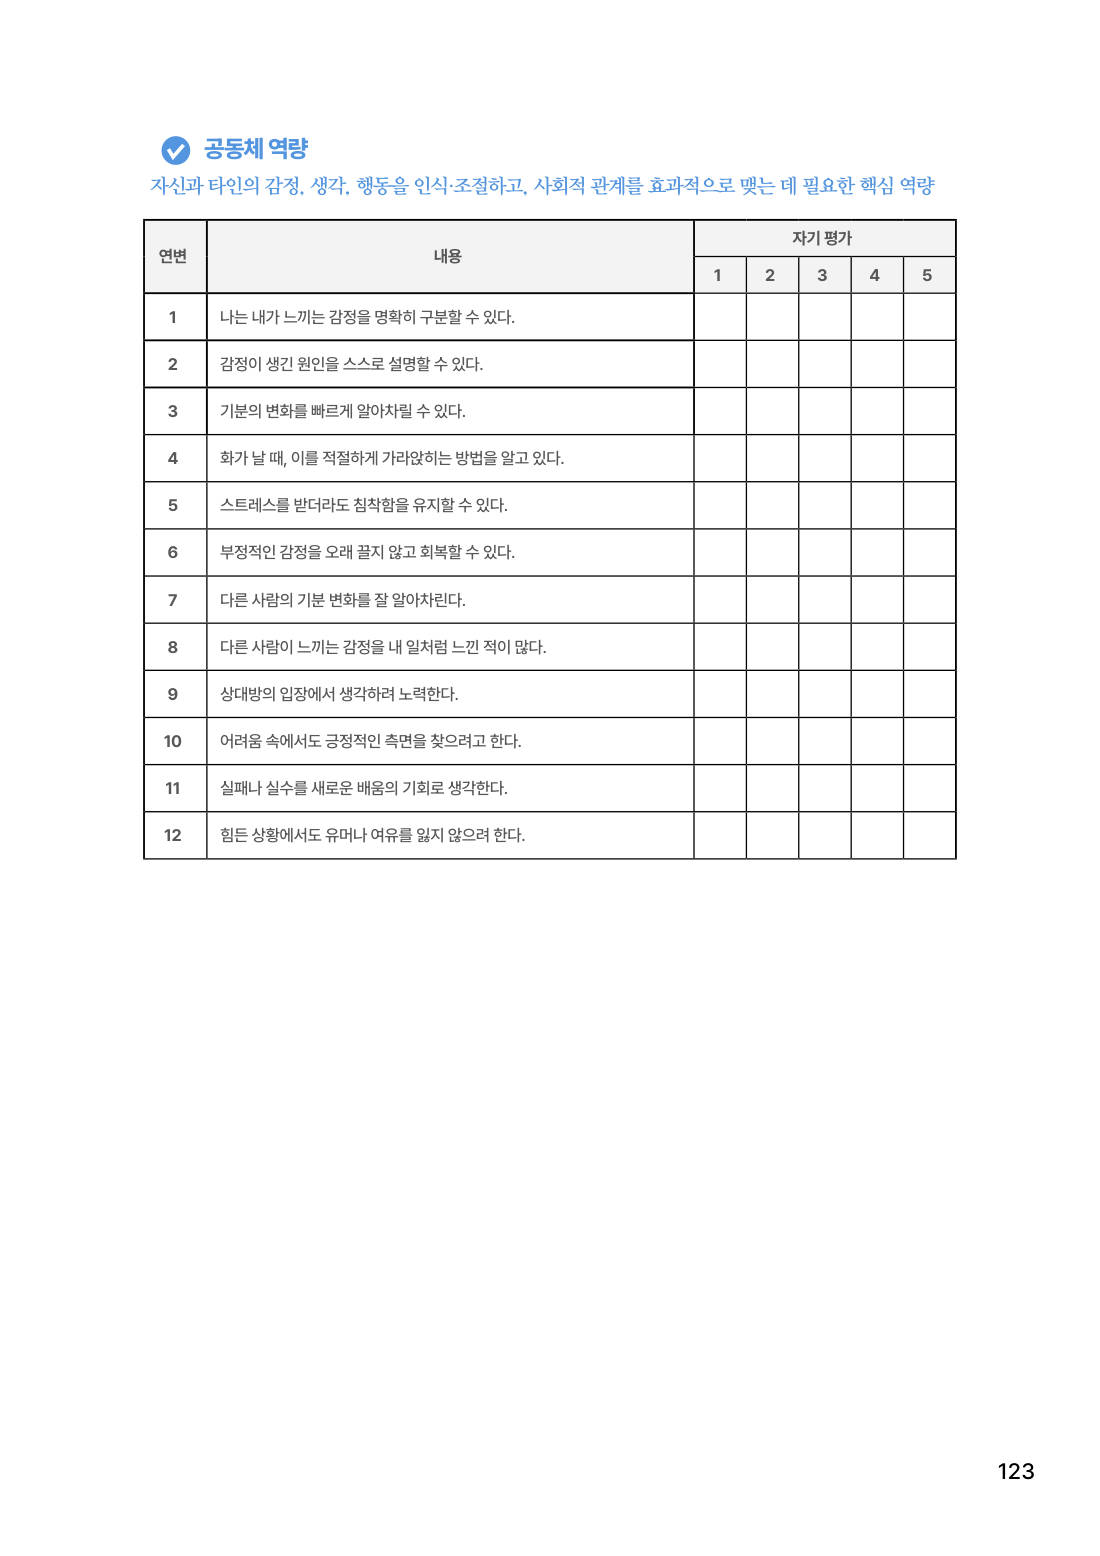 공동체 역량
자신과 타인의 감정, 생각, 행동을 인식·조절하고, 사회적 관계를 효과적으로 맺는 데 필요한 핵심 역량
연변 내용 자기 평가
1 2 3 4 5
1 나는 내가 느끼는 감정을 명확히 구분할 수 있다.
2 감정이 생긴 원인을 스스로 설명할 수 있다.
3 기분의 변화를 빠르게 알아차릴 수 있다.
4 화가 날 때, 이를 적절하게 가라앉히는 방법을 알고 있다.
5 스트레스를 받더라도 침착함을 유지할 수 있다.
6 부정적인 감정을 오래 끌지 않고 회복할 수 있다.
7 다른 사람의 기분 변화를 잘 알아차린다.
8 다른 사람이 느끼는 감정을 내 일처럼 느낀 적이 많다.
9 상대방의 입장에서 생각하려 노력한다.
10 어려움 속에서도 긍정적인 측면을 찾으려고 한다.
11 실패나 실수를 새로운 배움의 기회로 생각한다.
12 힘든 상황에서도 유머나 여유를 잃지 않으려 한다.
123